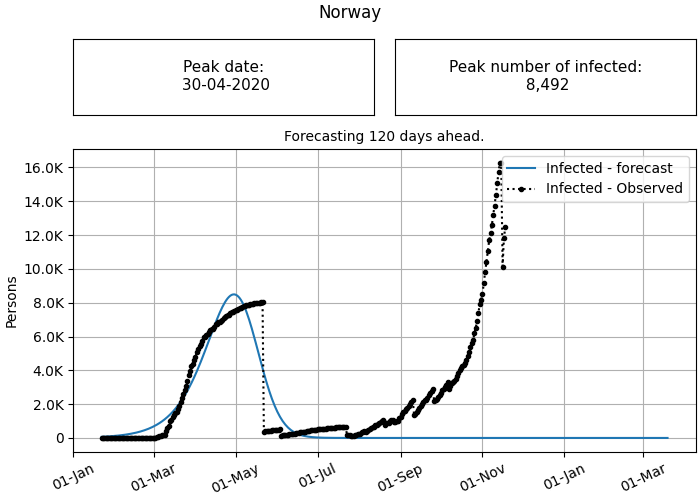 Norway
Peak date:
30-04-2020
Peak number of infected:
8,492
Forecasting 120 days ahead.
16.0K
14.0K
12.0K
10.0K
8.0K
6.0K
4.0K
2.0K
0
Persons
Infected - forecast
Infected - Observed
01-Jan
01-Mar
01-May
01-Jul
01-Sep
01-Nov
01-Jan
01-Mar